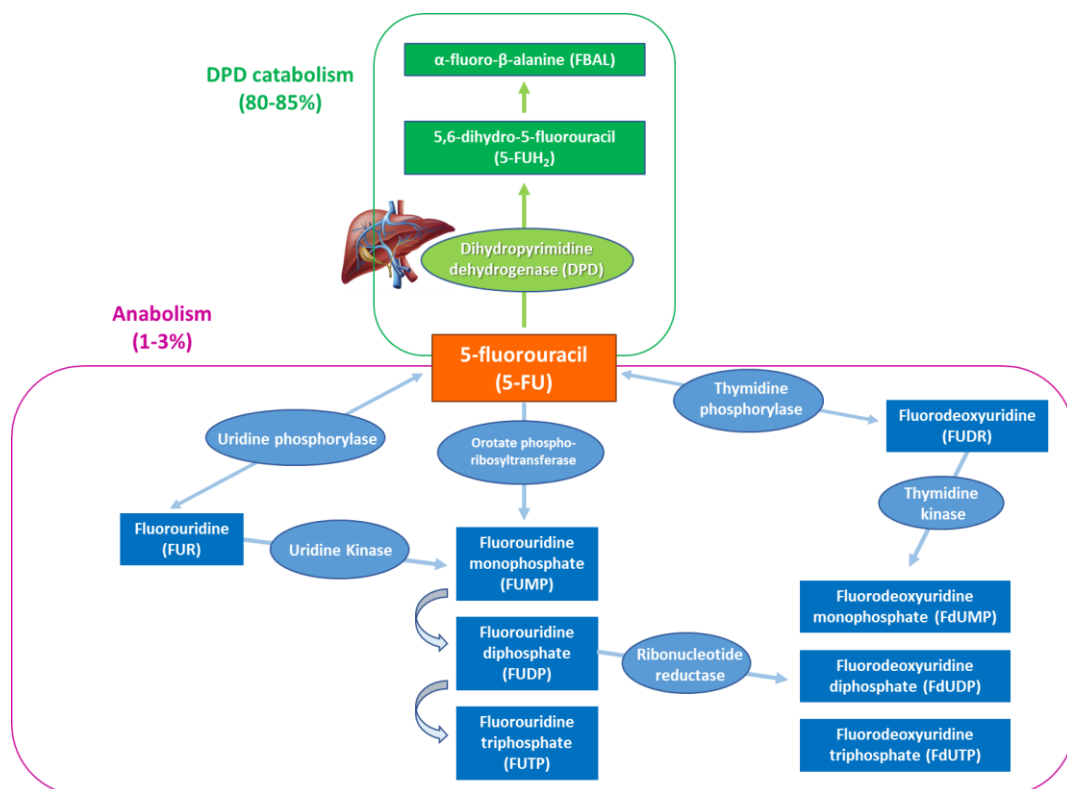 α-fluoro-β-alanine (FBAL)
DPD catabolism
(80-85%)
5,6-dihydro-5-fluorouracil
(5-FUH₂)
Dihydropyrimidine
dehydrogenase (DPD)
Anabolism
(1-3%)
5-fluorouracil
(5-FU)
Thymidine
phosphorylase
Uridine phosphorylase
Orotate phospho-
ribosyltransferase
Fluorodeoxyuridine
(FUDR)
Thymidine
kinase
Fluorouridine
(FUR)
Uridine Kinase
Fluorouridine
monophosphate
(FUMP)
Fluorodeoxyuridine
monophosphate (FdUMP)
Fluorouridine
diphosphate
(FUDP)
Ribonucleotide
reductase
Fluorodeoxyuridine
diphosphate (FdUDP)
Fluorouridine
triphosphate
(FUTP)
Fluorodeoxyuridine
triphosphate (FdUTP)